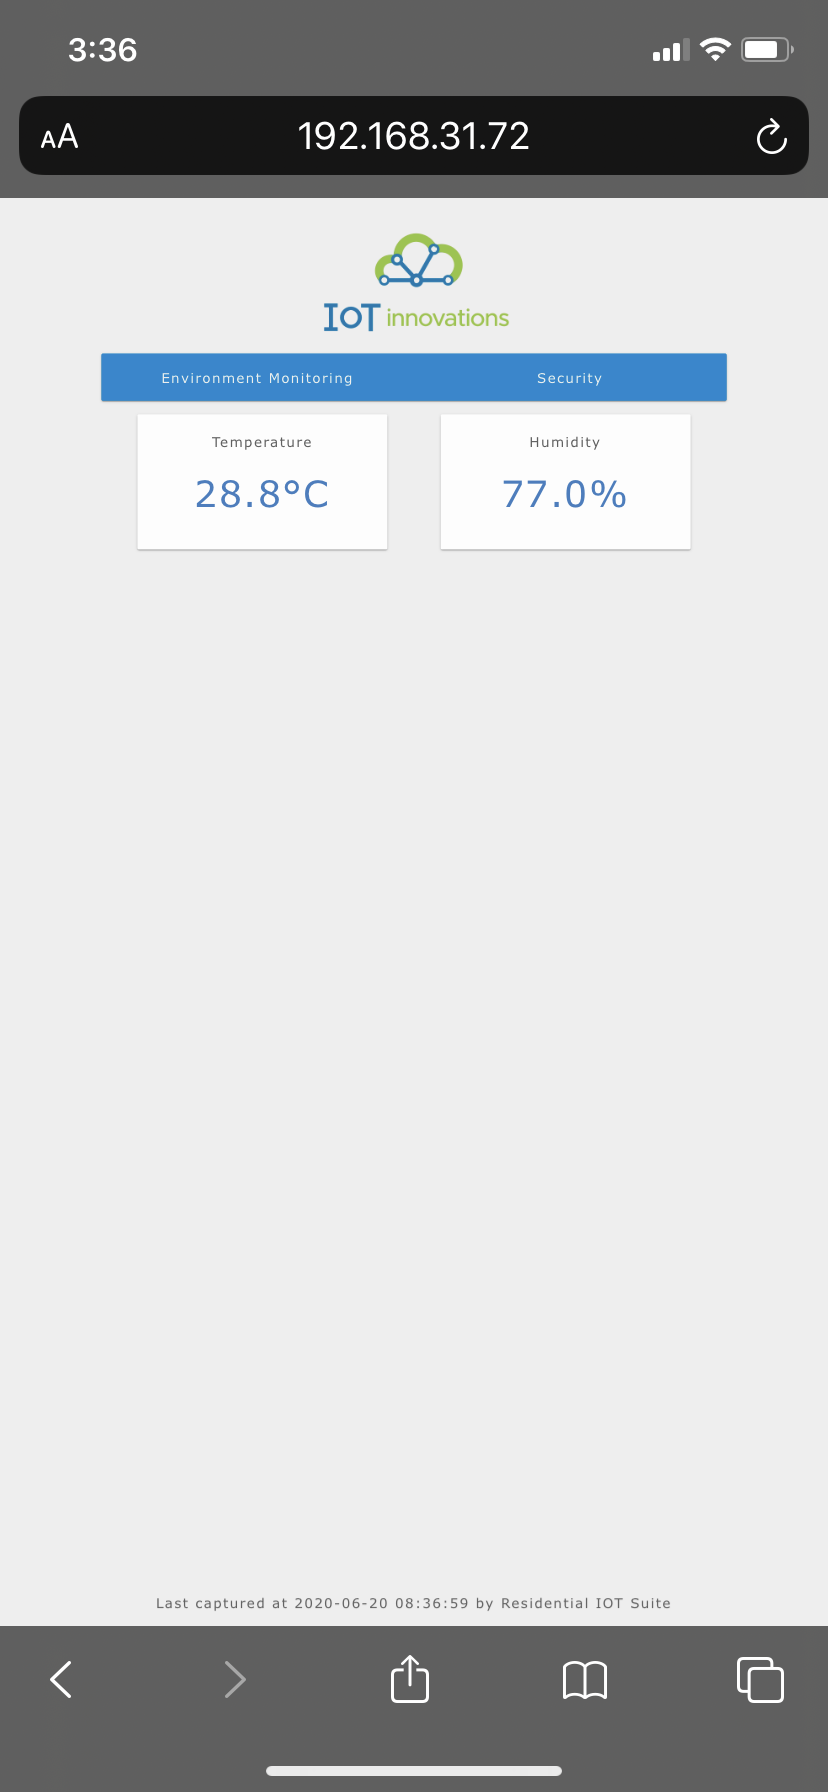 3:36
AA
192.168.31.72
IOT innovations
Environment Monitoring Security
Temperature Humidity
28.8°C 77.0%
Last captured at 2020-06-20 08:36:59 by Residential IOT Suite